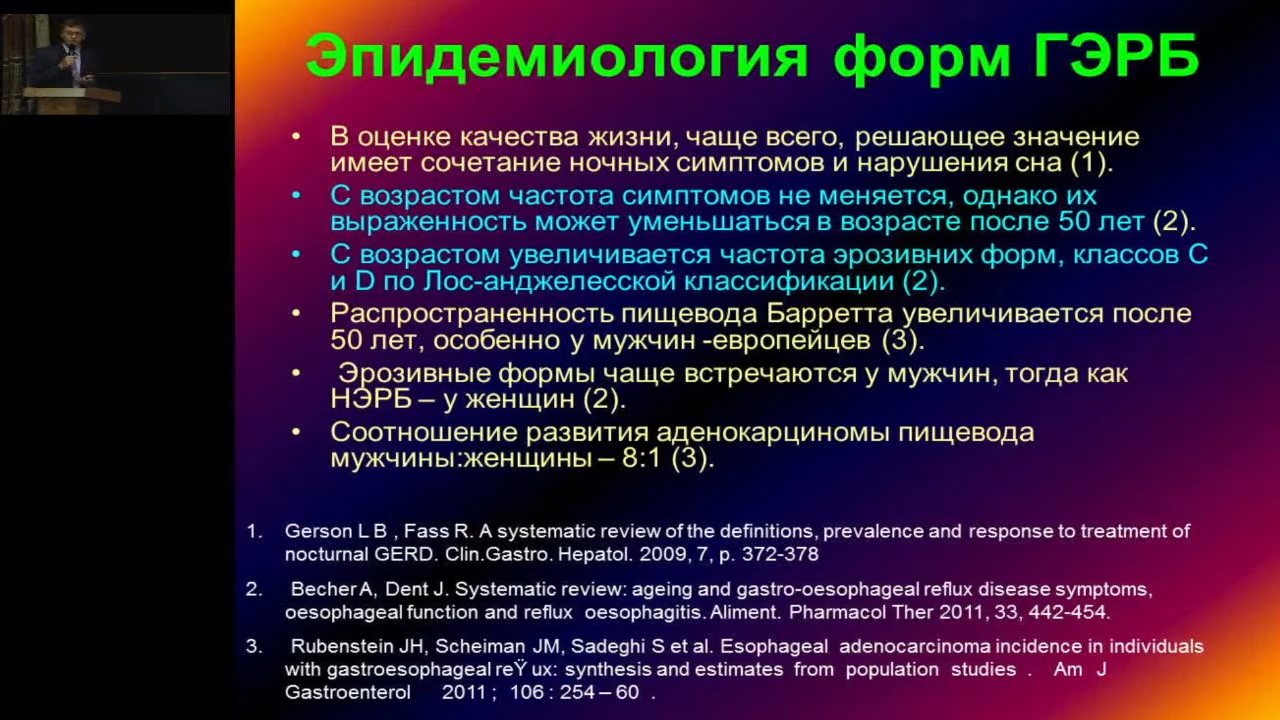 Эпидемиология форм ГЭРБ
• В оценке качества жизни, чаще всего, решающее значение
имеет сочетание ночных симптомов и нарушения сна (1).
• С возрастом частота симптомов не меняется, однако их
выраженность может уменьшаться в возрасте после 50 лет (2).
• С возрастом увеличивается частота эрозивних форм, классов С
и D по Лос-анджелесской классификации (2).
• Распространенность пищевода Барретта увеличивается после
50 лет, особенно у мужчин -европейцев (3).
• Эрозивные формы чаще встречаются у мужчин, тогда как
НЭРБ – у женщин (2).
• Соотношение развития аденокарциномы пищевода
мужчины:женщины – 8:1 (3).
1. Gerson L B , Fass R. A systematic review of the definitions, prevalence and response to treatment of
nocturnal GERD. Clin.Gastro. Hepatol. 2009, 7, p. 372-378
2. Becher A, Dent J. Systematic review: ageing and gastro-oesophageal reflux disease symptoms,
oesophageal function and reflux oesophagitis. Aliment. Pharmacol Ther 2011, 33, 442-454.
3. Rubenstein JH, Scheiman JM, Sadeghi S et al. Esophageal adenocarcinoma incidence in individuals
with gastroesophageal reŸ ux: synthesis and estimates from population studies . Am J
Gastroenterol 2011 ; 106 : 254 – 60 .